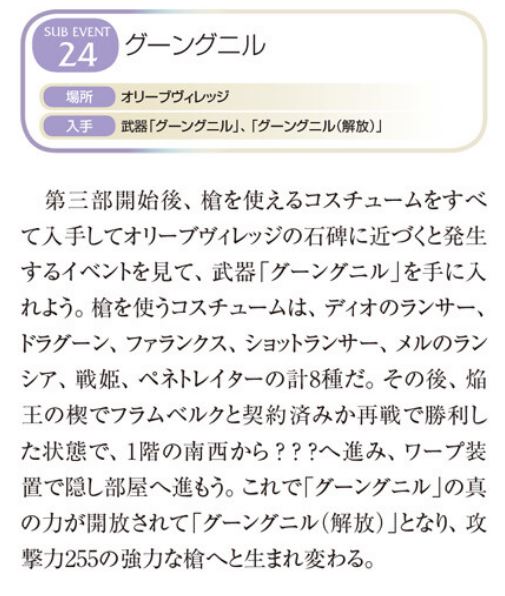 SUB EVENT
24
グーングニル
場所 オリーブヴィレッジ
入手 武器「グーングニル」、「グーングニル(解放)」
第三部開始後、槍を使えるコスチュームをすべ
て入手してオリーブヴィレッジの石碑に近づくと発生
するイベントを見て、武器「グーングニル」を手に入
れよう。槍を使うコスチュームは、ディオのランサー、
ドラグーン、ファランクス、ショットランサー、メルのラン
シア、戦姫、ペネトレイターの計8種だ。その後、焔
王の楔でフラムベルクと契約済みか再戦で勝利し
た状態で、1階の南西から???へ進み、ワープ装
置で隠し部屋へ進もう。これで「グーングニル」の真
の力が開放されて「グーングニル(解放)」となり、攻
撃力255の強力な槍へと生まれ変わる。